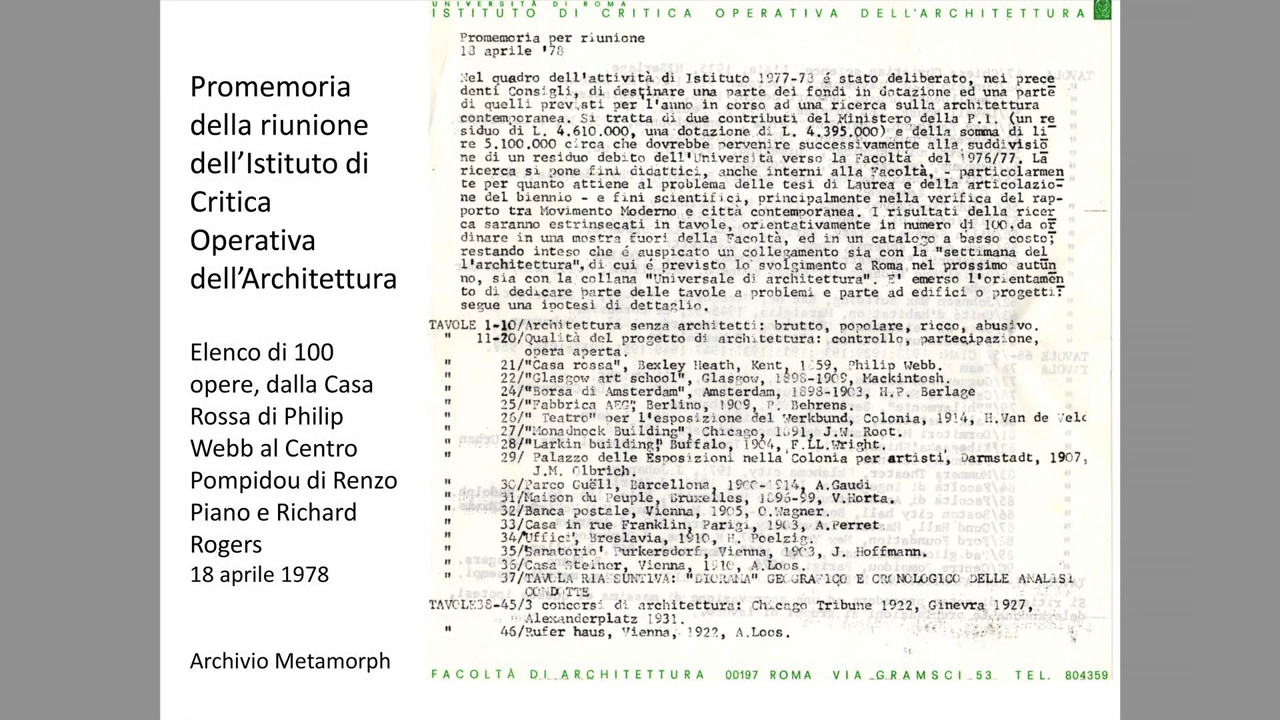 Promemoria
della riunione
dell'Istituto di
Critica
Operativa
dell'Architettura
Elenco di 100
opere, dalla Casa
Rossa di Philip
Webb al Centro
Pompidou di Renzo
Piano e Richard
Rogers
18 aprile 1978
Archivio Metamorph
UNIVERSITÀ DI ROMA
ISTITUTO DI CRITICA OPERATIVA DELL'ARCHITETTURA
Promemoria per riunione
18 aprile '78
Nel quadro dell'attività di Istituto 1977-78 é stato deliberato, nei prece
denti Consigli, di destinare una parte dei fondi in dotazione ed una parte
di quelli previsti per l'anno in corso ad una ricerca sulla architettura
contemporanea. Si tratta di due contributi del Ministero della P.I. (un re
siduo di L. 4.610.000, una dotazione di L. 4.395.000) e della somma di li
re 5.100.000 circa che dovrebbe pervenire successivamente alla suddivisio
ne di un residuo debito dell'Università verso la Facoltà, del 1976/77. La
ricerca si pone fini didattici, anche interni alla Facoltà, - particolarmen
te per quanto attiene al problema delle tesi di Laurea e della articolazio-
ne del biennio - e fini scientifici, principalmente nella verifica del rap-
porto tra Movimento Moderno e città contemporanea. I risultati della ricer
ca saranno estrinsecati in tavole, orientativamente in numero di 100, da or
dinare in una mostra fuori della Facoltà, ed in un catalogo a basso costo;
restando inteso che é auspicato un collegamento sia con la "settimana del
l'architettura", di cui é previsto lo svolgimento a Roma nel prossimo autun
no, sia con la collana "Universale di architettura". E' emerso l'orientamen
to di dedicare parte delle tavole a problemi e parte ad edifici o progetti:
segue una ipotesi di dettaglio.
TAVOLE 1-10/Architettura senza architetti: brutto, popolare, ricco, abusivo.
" 11-20/Qualità del progetto di architettura: controllo, partecipazione,
opera aperta.
" 21/"Casa rossa", Bexley Heath, Kent, 1859, Philip Webb.
" 22/"Glasgow art school", Glasgow, 1898-1909, Mackintosh.
" 24/"Borsa di Amsterdam", Amsterdam, 1898-1903, H.P. Berlage
" 25/"Fabbrica AEG", Berlino, 1909, P. Behrens.
" 26/" Teatro" per l'esposizione del Werkbund, Colonia, 1914, H.Van de Velde
" 27/"Monadnock Building" Chicago, 1891, J.W. Root.
" 28/"Larkin building" Buffalo, 1904, F.LL.Wright.
" 29/ Palazzo delle Esposizioni nella Colonia per artisti, Darmstadt, 1907,
J.M. Olbrich.
" 30/Parco Guëll, Barcellona, 1900-1914, A.Gaudi
" 31/Maison du Peuple, Bruxelles, 1896-99, V.Horta.
" 32/Banca postale, Vienna, 1905, O.Wagner.
" 33/Casa in rue Franklin, Parigi, 1903, A.Perret
" 34/Uffici, Breslavia, 1910, H. Poelzig.
" 35/Sanatorio' Purkersdorf, Vienna, 1903, J. Hoffmann.
" 36/Casa Steiner, Vienna, 1910, A.Loos.
" 37/TAVOLA RIASSUNTIVA: "DIORAMA" GEOGRAFICO E CRONOLOGICO DELLE ANALISI
CONDOTTE
TAVOLE38-45/3 concorsi di architettura: Chicago Tribune 1922, Ginevra 1927,
Alexanderplatz 1931.
" 46/Rufer haus, Vienna, 1922, A.Loos.
FACOLTÀ DI ARCHITETTURA 00197 ROMA VIA GRAMSCI 53 TEL. 804359